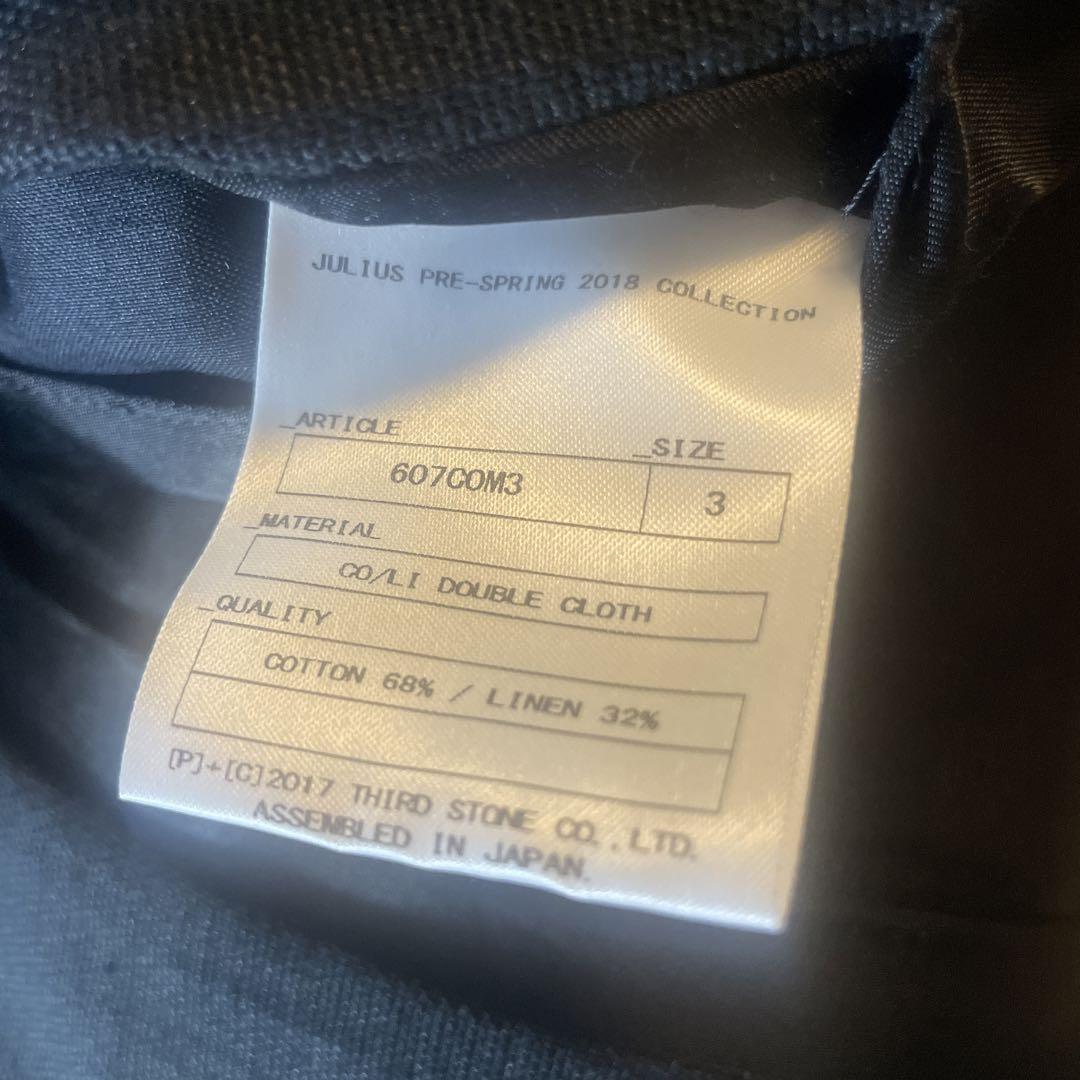 JULIUS PRE-SPRING 2018 COLLECTION
_ARTICLE
_SIZE
607COM3
3
_MATERIAL
CO/LI DOUBLE CLOTH
_QUALITY
COTTON 68% / LINEN 32%
[P]+[C]2017 THIRD STONE CO.,LTD.
ASSEMBLED IN JAPAN.